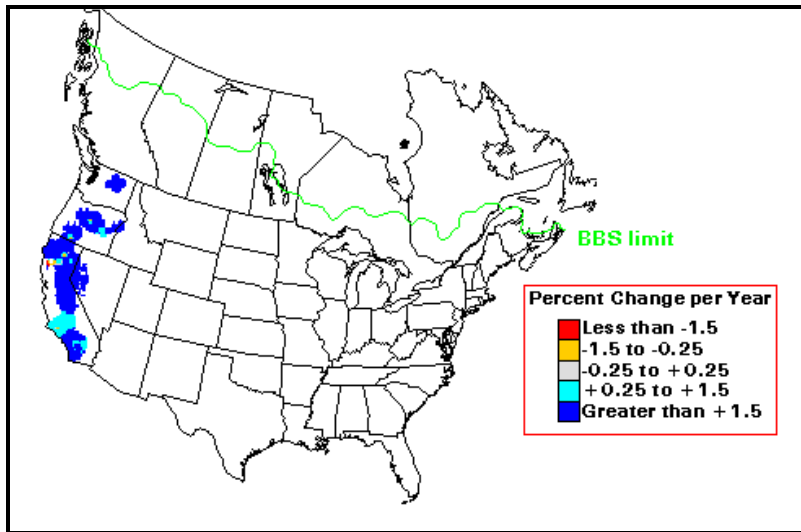 BBS limit
Percent Change per Year
Less than -1.5
-1.5 to -0.25
-0.25 to +0.25
+0.25 to +1.5
Greater than +1.5